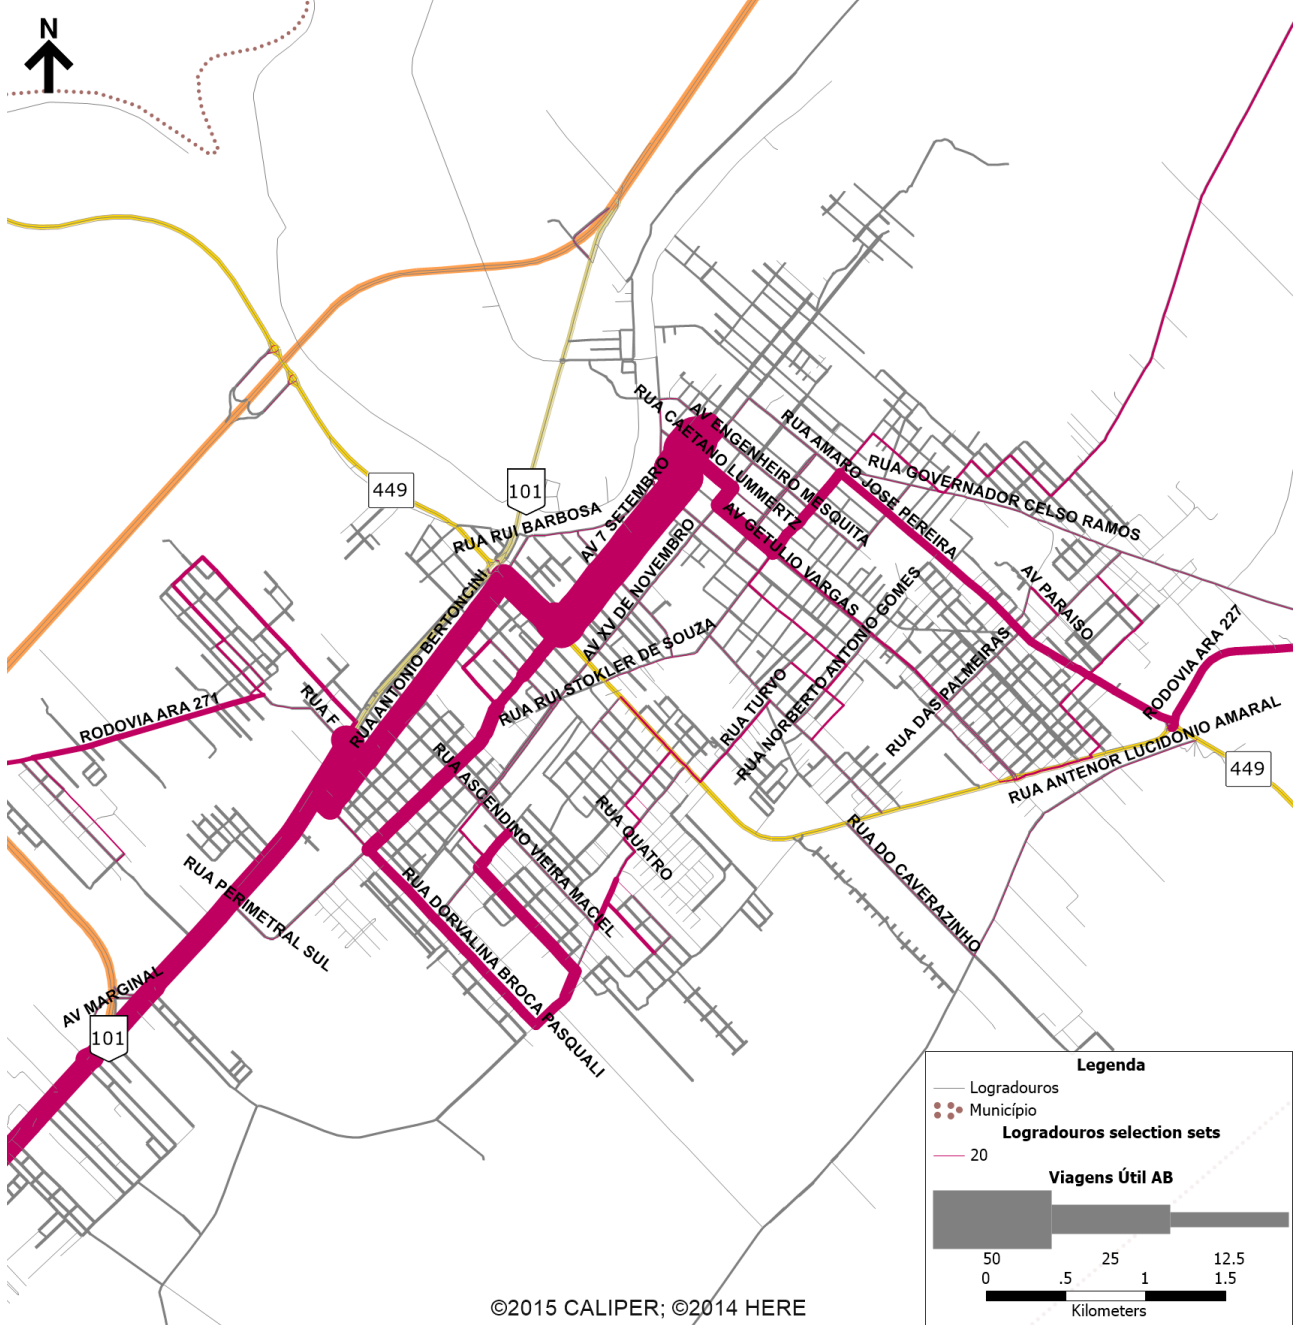 N
449
101
RUA CAETANO LUMMERTZ
AV ENGENHEIRO MESQUITA
RUA AMARO JOSE PEREIRA
RUA GOVERNADOR CELSO RAMOS
RUA RUI BARBOSA
AV 7 SETEMBRO
AV XV DE NOVEMBRO
AV GETULIO VARGAS
AV PARAISO
RUA ANTONIO BERTONCINI
RUA RUI STOKLER DE SOUZA
RUA NORBERTO ANTONIO GOMES
RUA DAS PALMEIRAS
RODOVIA ARA 227
RUA TURVO
RUA F
RODOVIA ARA 271
RUA ANTENOR LUCIDONIO AMARAL
449
RUA ASCENDINO VIEIRA MACIEL
RUA QUATRO
RUA DO CAVERAZINHO
RUA PERIMETRAL SUL
RUA DORVALINA BROCA PASQUALI
AV MARGINAL
101
Legenda
Logradouros
Município
Logradouros selection sets
20
Viagens Útil AB
50 25 12.5
0 .5 1 1.5
Kilometers
©2015 CALIPER; ©2014 HERE